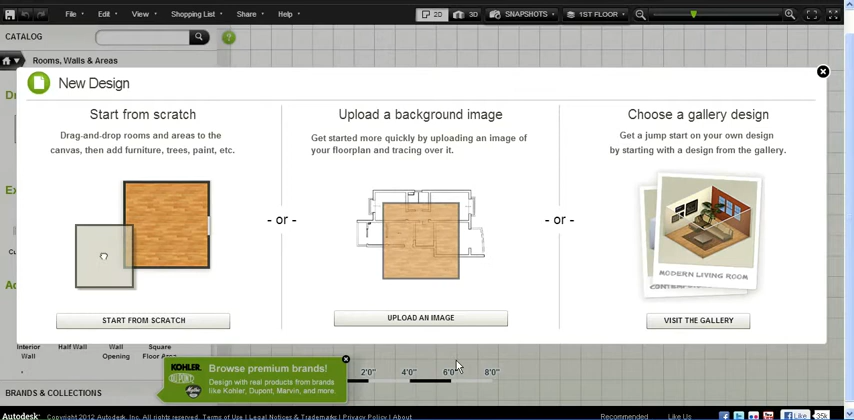 File Edit View Shopping List Share Help 2D 3D SNAPSHOTS 1ST FLOOR
CATALOG
Rooms, Walls & Areas
New Design
Start from scratch
Drag-and-drop rooms and areas to the
canvas, then add furniture, trees, paint, etc.
START FROM SCRATCH
- or -
Upload a background image
Get started more quickly by uploading an image of
your floorplan and tracing over it.
UPLOAD AN IMAGE
- or -
Choose a gallery design
Get a jump start on your own design
by starting with a design from the gallery.
MODERN LIVING ROOM
VISIT THE GALLERY
Interior
Wall
Half Wall
Wall
Opening
Square
Floor Area
KOHLER
Browse premium brands!
Design with real products from brands
like Kohler, Dupont, Marvin, and more.
2'0" 4'0" 6'0" 8'0"
BRANDS & COLLECTIONS
Copyright 2012 Autodesk, Inc. All rights reserved. Terms of Use | Legal Notices & Trademarks | Privacy Policy | About
Recommended Like Us Like 35k